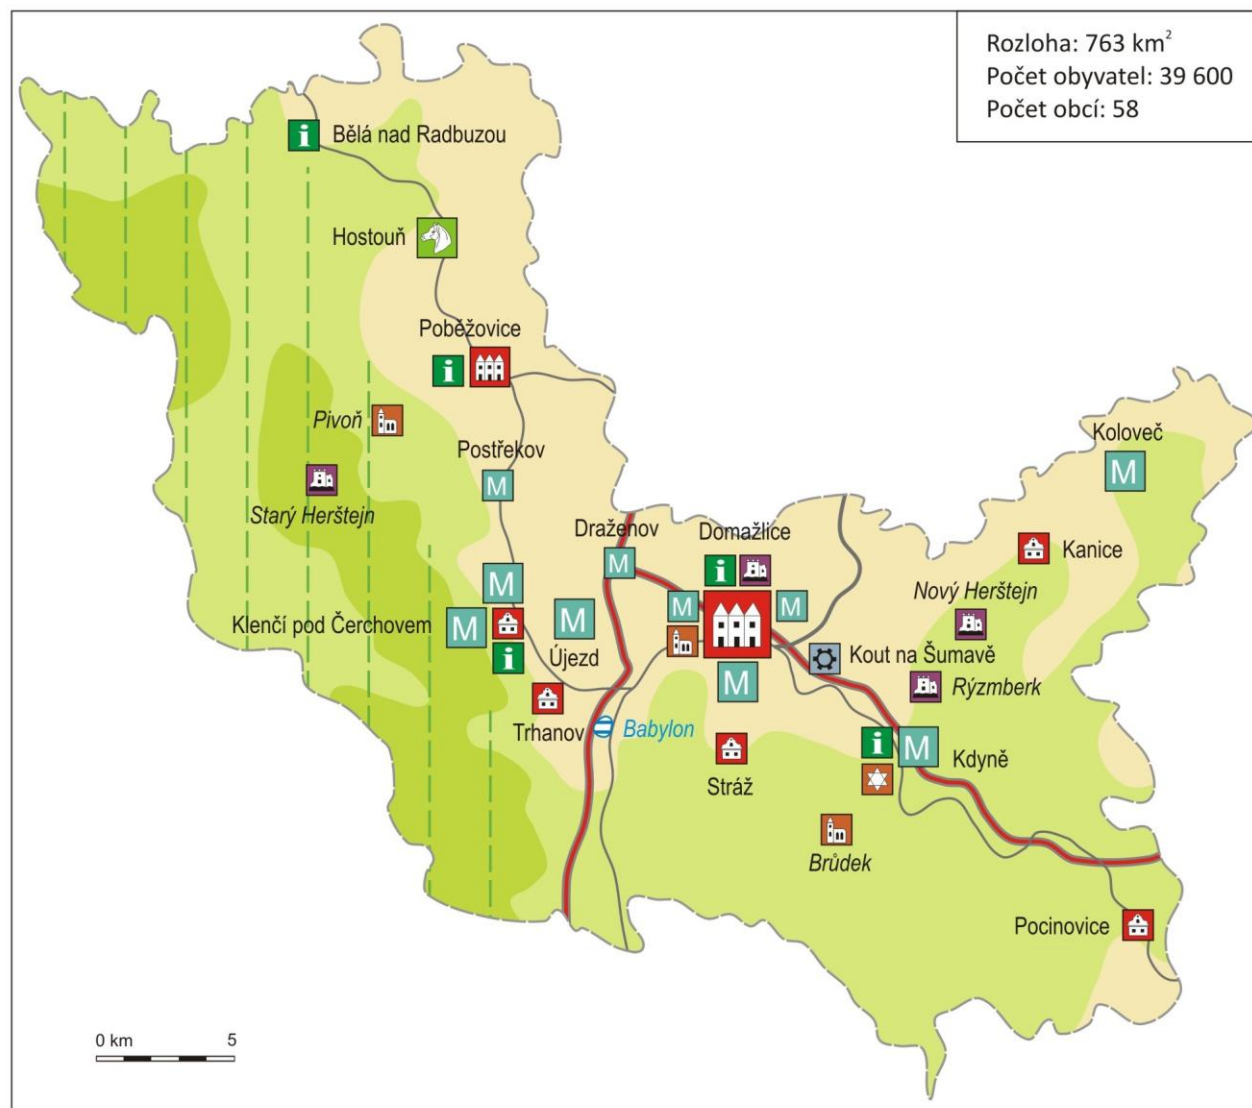 Rozloha: 763 km²
Počet obyvatel: 39 600
Počet obcí: 58
i Bělá nad Radbuzou
Hostouň
Poběžovice
i
Pivoň
Postřekov
M
Starý Herštejn
Koloveč
M
Draženov
M
Domažlice
i
Kanice
Nový Herštejn
M
Klenčí pod Čerchovem M
i
M
Újezd
M M
M
Kout na Šumavě
Rýzmberk
Trhanov
Babylon
Stráž
i M Kdyně
Brůdek
Pocinovice
0 km 5